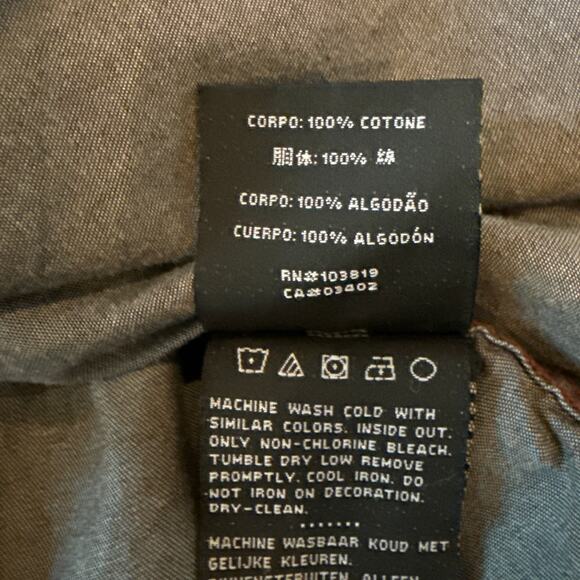 CORPO: 100% COTONE
胴体: 100% 綿
CORPO: 100% ALGODÃO
CUERPO: 100% ALGODÓN
RN#103819
CA#03402
MACHINE WASH COLD WITH
SIMILAR COLORS. INSIDE OUT.
ONLY NON-CHLORINE BLEACH.
TUMBLE DRY LOW REMOVE
PROMPTLY. COOL IRON. DO
NOT IRON ON DECORATION.
DRY-CLEAN.
.......
MACHINE WASBAAR KOUD MET
GELIJKE KLEUREN.